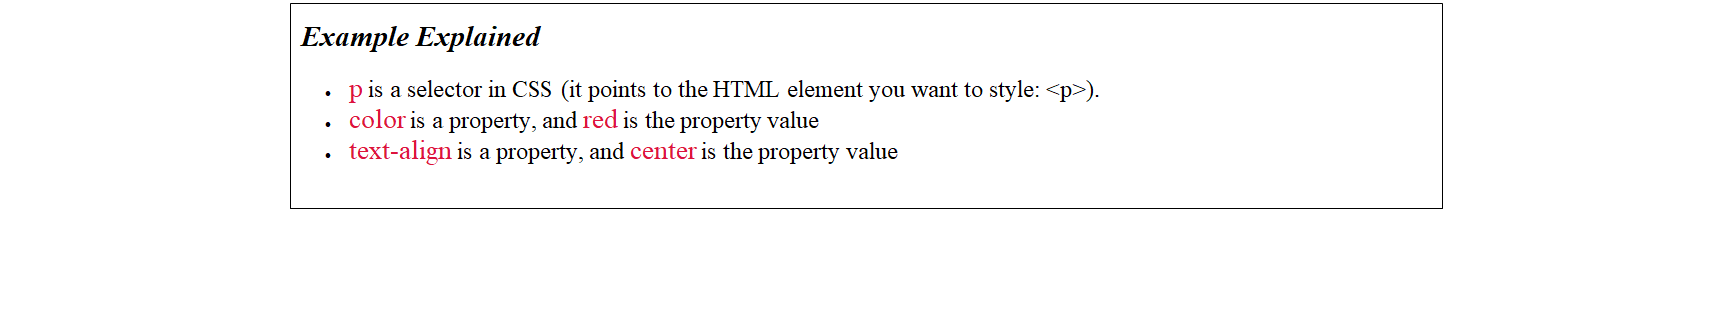 Example Explained
• p is a selector in CSS (it points to the HTML element you want to style: <p>).
• color is a property, and red is the property value
• text-align is a property, and center is the property value